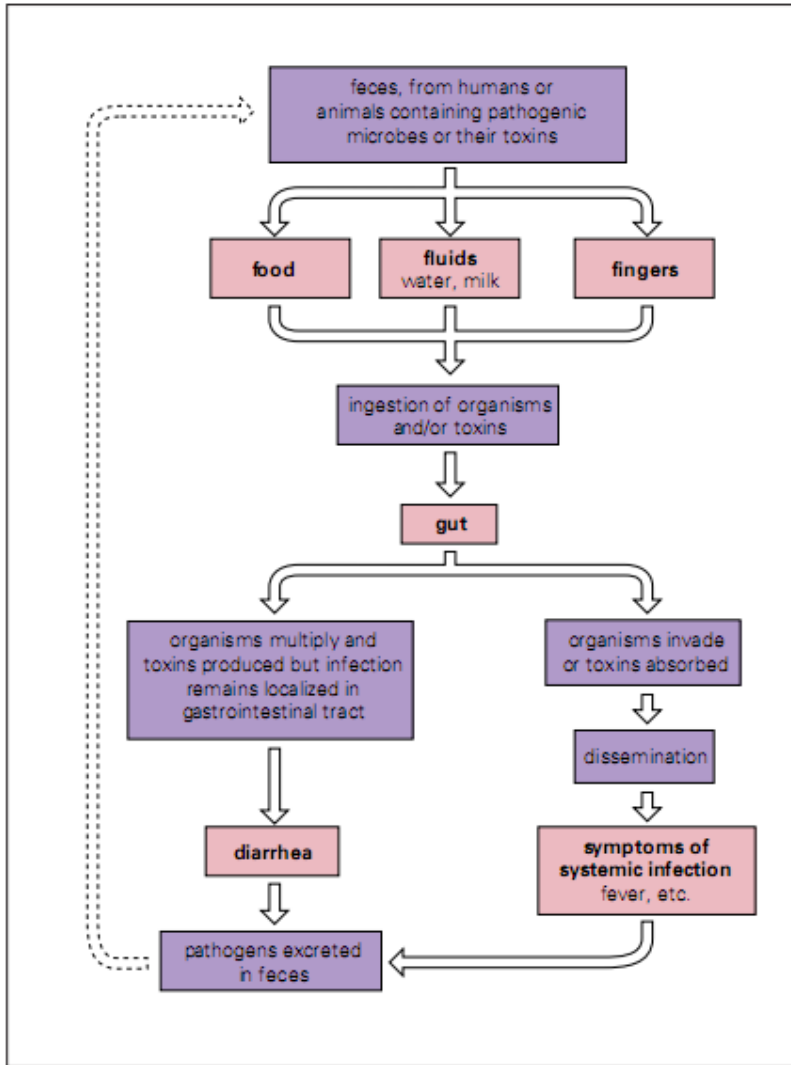 feces, from humans or
animals containing pathogenic
microbes or their toxins
food
fluids
water, milk
fingers
ingestion of organisms
and/or toxins
gut
organisms multiply and
toxins produced but infection
remains localized in
gastrointestinal tract
organisms invade
or toxins absorbed
dissemination
diarrhea
symptoms of
systemic infection
fever, etc.
pathogens excreted
in feces